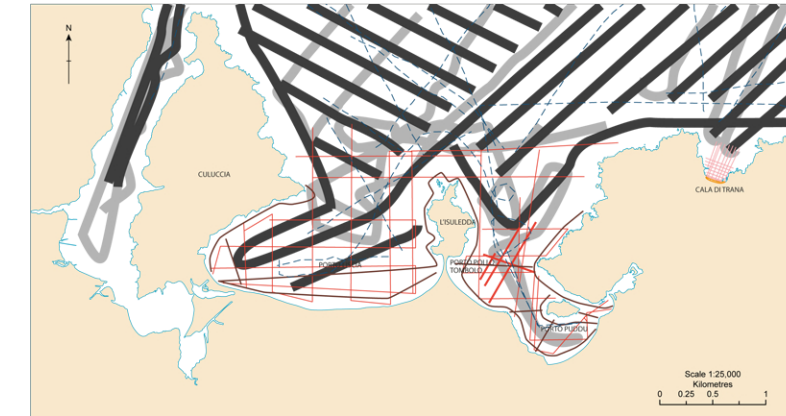 N
CULUCCIA
L'ISULEDDA
CALA DI TRANA
PORTO POLLO
TOMBOLO
PORTO PUDDU
Scale 1:25,000
Kilometres
0 0.25 0.5 1